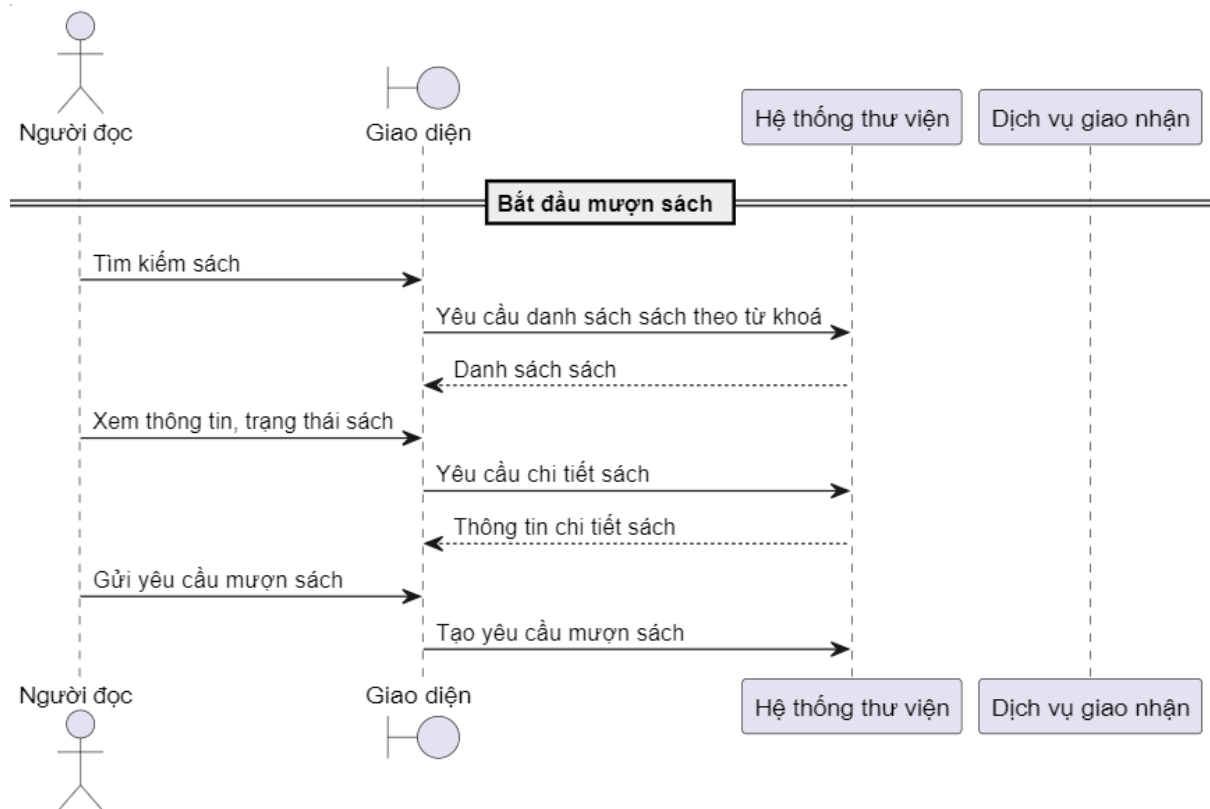 Người đọc
Giao diện
Hệ thống thư viện
Dịch vụ giao nhận
Bắt đầu mượn sách
Tìm kiếm sách
Yêu cầu danh sách sách theo từ khoá
Danh sách sách
Xem thông tin, trạng thái sách
Yêu cầu chi tiết sách
Thông tin chi tiết sách
Gửi yêu cầu mượn sách
Tạo yêu cầu mượn sách
Người đọc
Giao diện
Hệ thống thư viện
Dịch vụ giao nhận